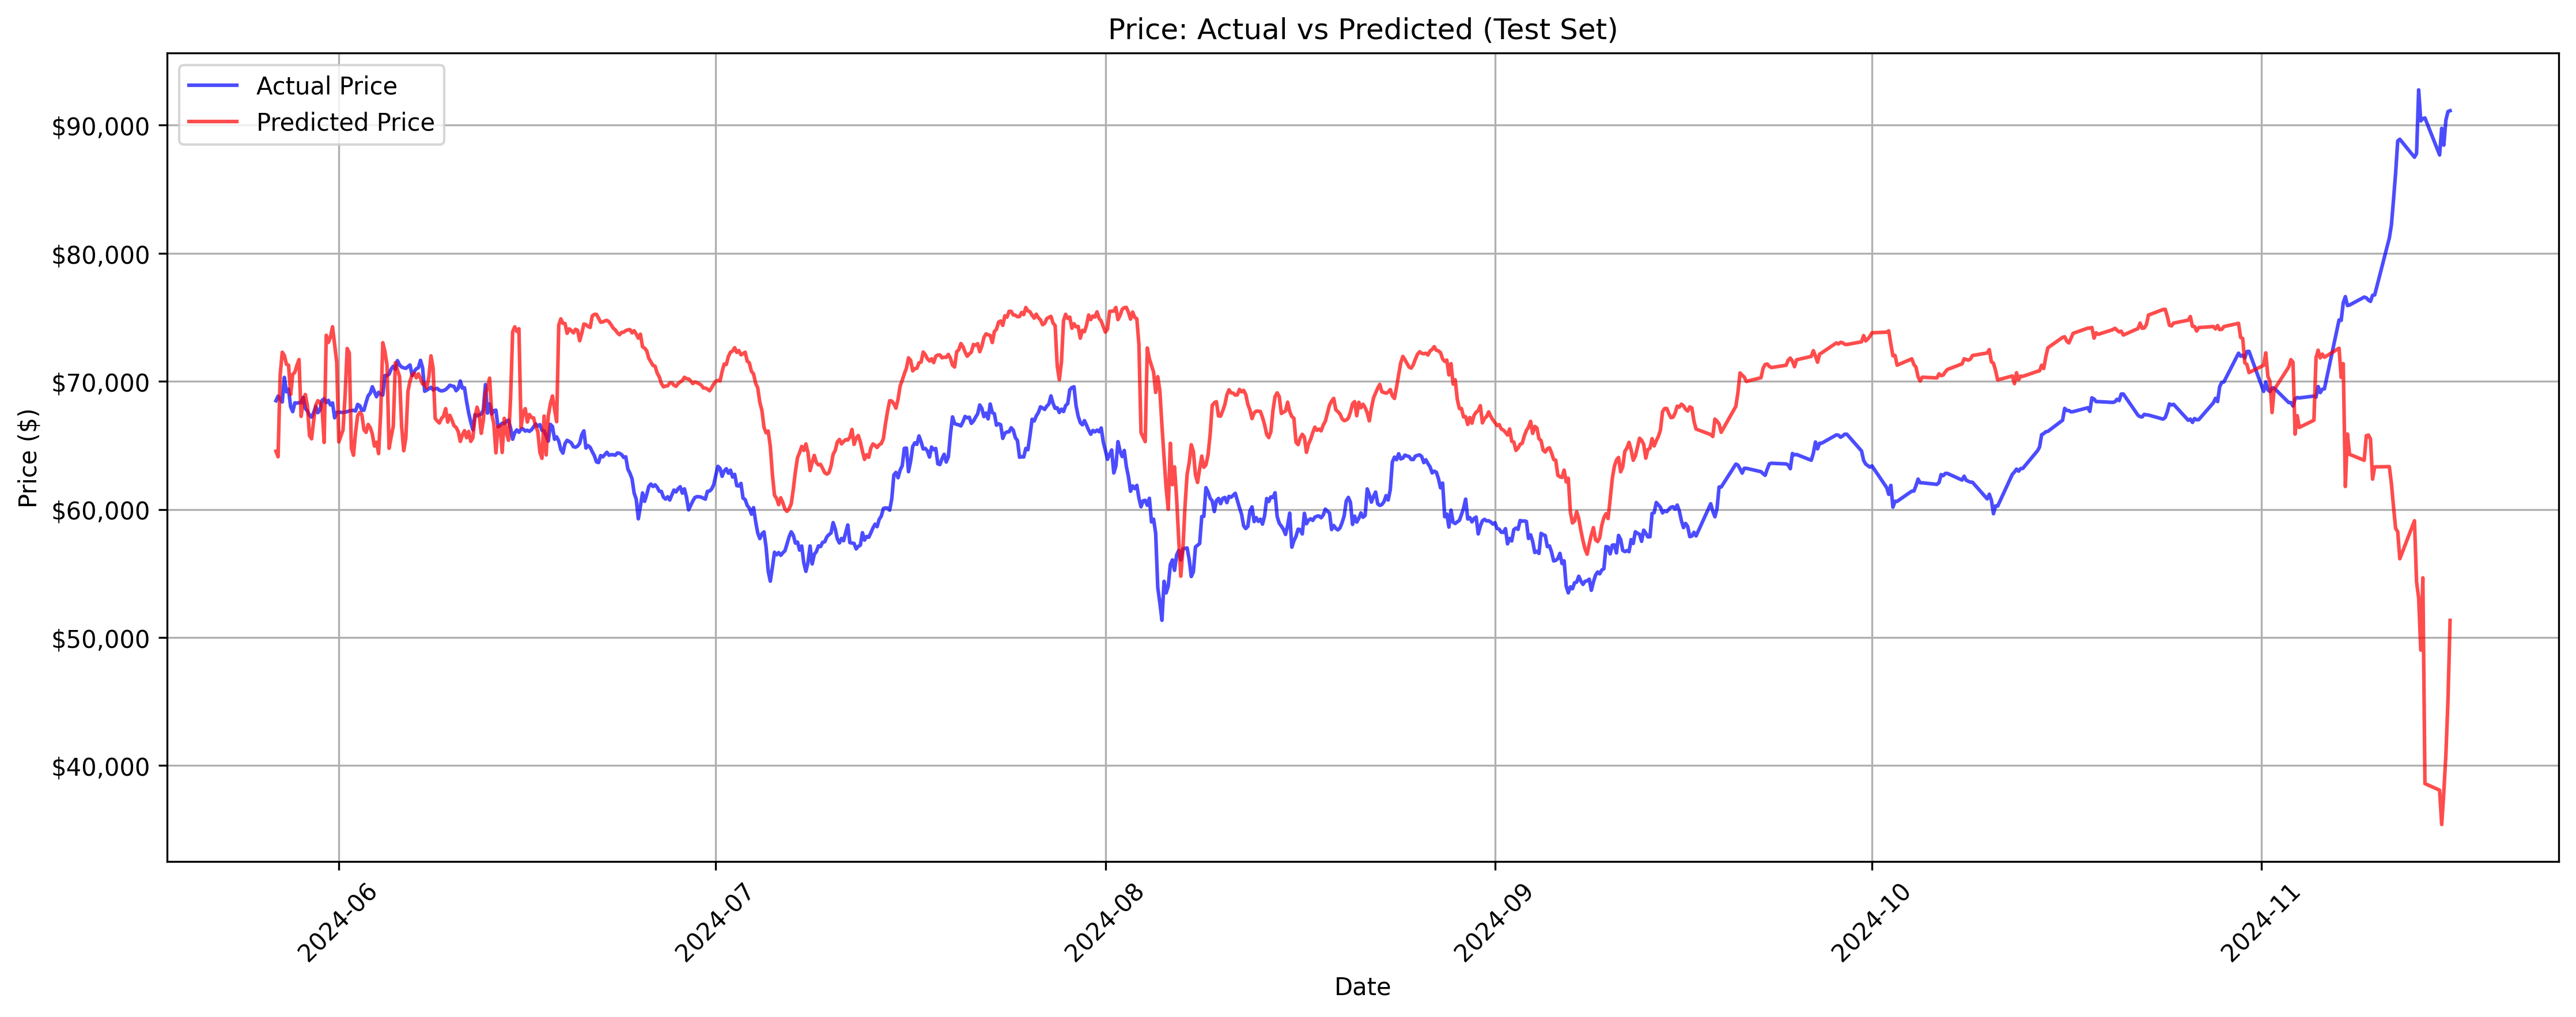 Price: Actual vs Predicted (Test Set)
Actual Price
Predicted Price
$90,000
$80,000
$70,000
$60,000
$50,000
$40,000
Price ($)
2024-06
2024-07
2024-08
2024-09
2024-10
2024-11
Date